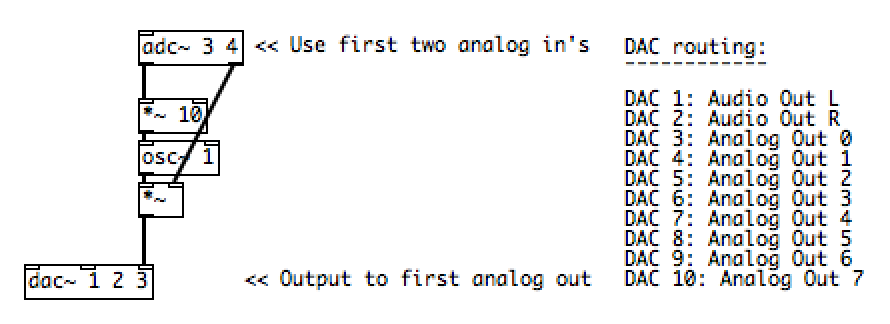 adc~ 3 4
<< Use first two analog in's
*~ 10
osc~ 1
*~
dac~ 1 2 3
<< Output to first analog out
DAC routing:
------------
DAC 1: Audio Out L
DAC 2: Audio Out R
DAC 3: Analog Out 0
DAC 4: Analog Out 1
DAC 5: Analog Out 2
DAC 6: Analog Out 3
DAC 7: Analog Out 4
DAC 8: Analog Out 5
DAC 9: Analog Out 6
DAC 10: Analog Out 7